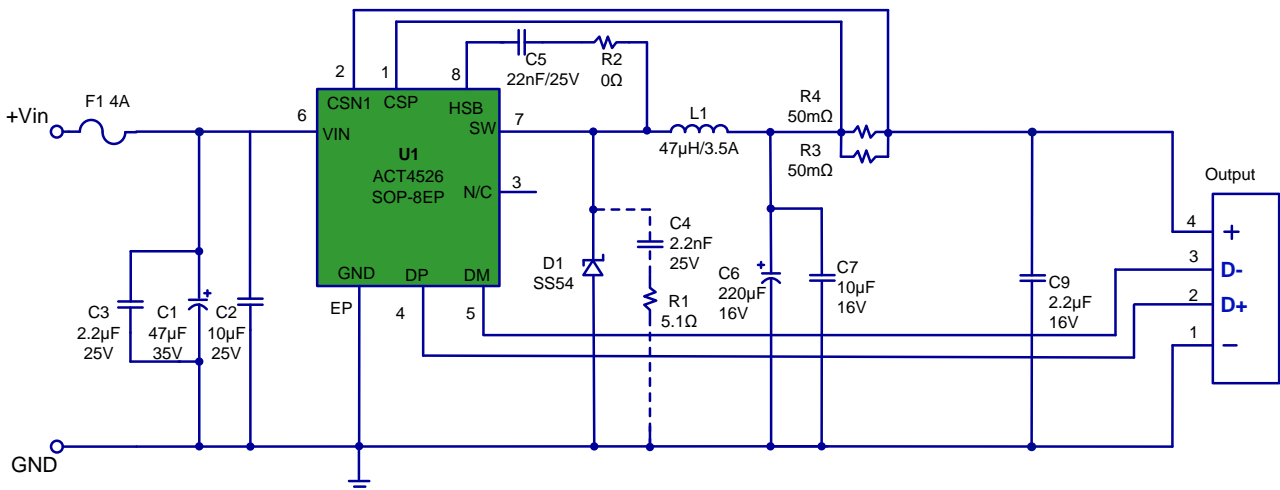 C5
22nF/25V
R2
0Ω
2
1
8
CSN1
CSP
HSB
F1 4A
+Vin
6
VIN
SW
7
L1
47µH/3.5A
R4
50mΩ
R3
50mΩ
U1
ACT4526
SOP-8EP
N/C
3
Output
4
+
3
D-
2
D+
1
−
GND
DP
DM
EP
4
5
D1
SS54
C4
2.2nF
25V
R1
5.1Ω
C3
2.2µF
25V
C1
47µF
35V
+
C2
10µF
25V
C6
220µF
16V
+
C7
10µF
16V
C9
2.2µF
16V
GND